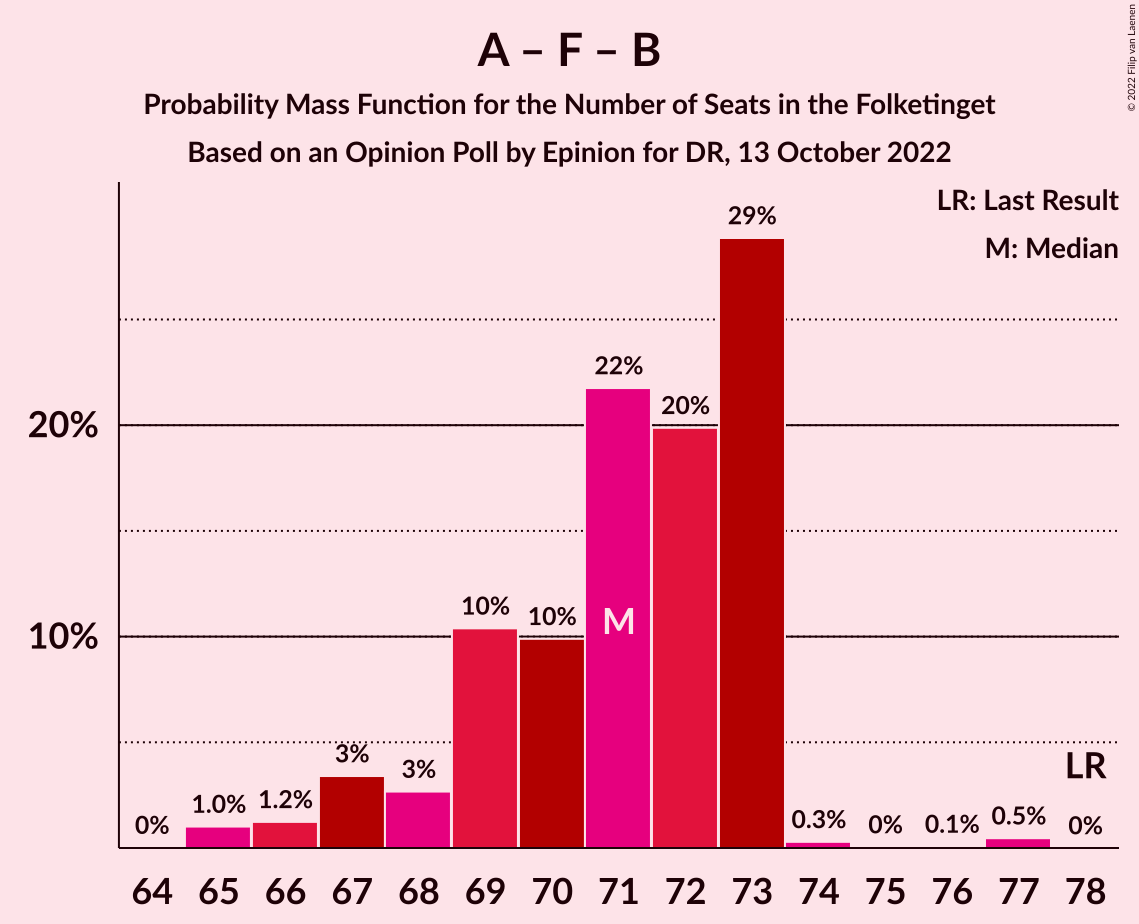 A – F – B
Probability Mass Function for the Number of Seats in the Folketinget
Based on an Opinion Poll by Epinion for DR, 13 October 2022
© 2022 Filip van Laenen
LR: Last Result
M: Median
20%
10%
0%
1.0%
1.2%
3%
3%
10%
10%
22%
20%
29%
0.3%
0%
0.1%
0.5%
0%
M
LR
64 65 66 67 68 69 70 71 72 73 74 75 76 77 78